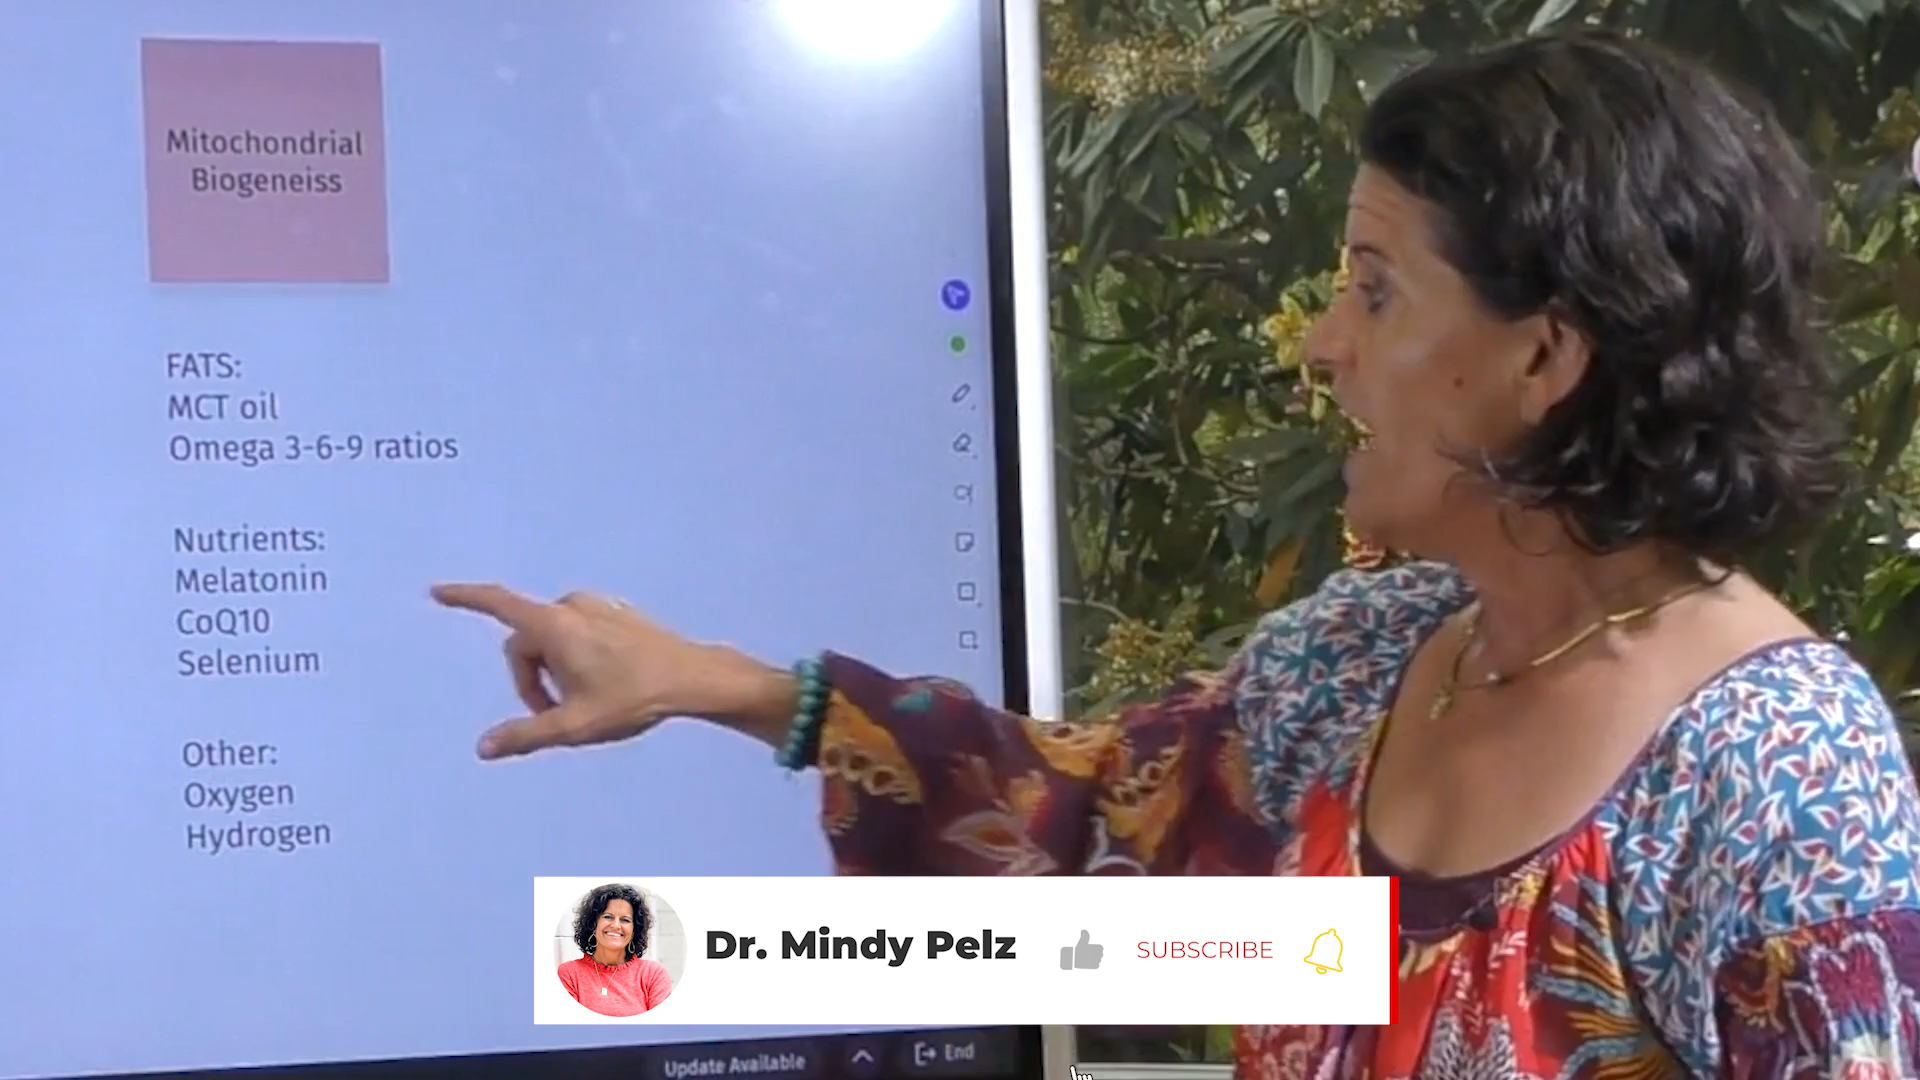 Mitochondrial
Biogeneiss
FATS:
MCT oil
Omega 3-6-9 ratios
Nutrients:
Melatonin
CoQ10
Selenium
Other:
Oxygen
Hydrogen
Dr. Mindy Pelz
SUBSCRIBE
Update Available
End